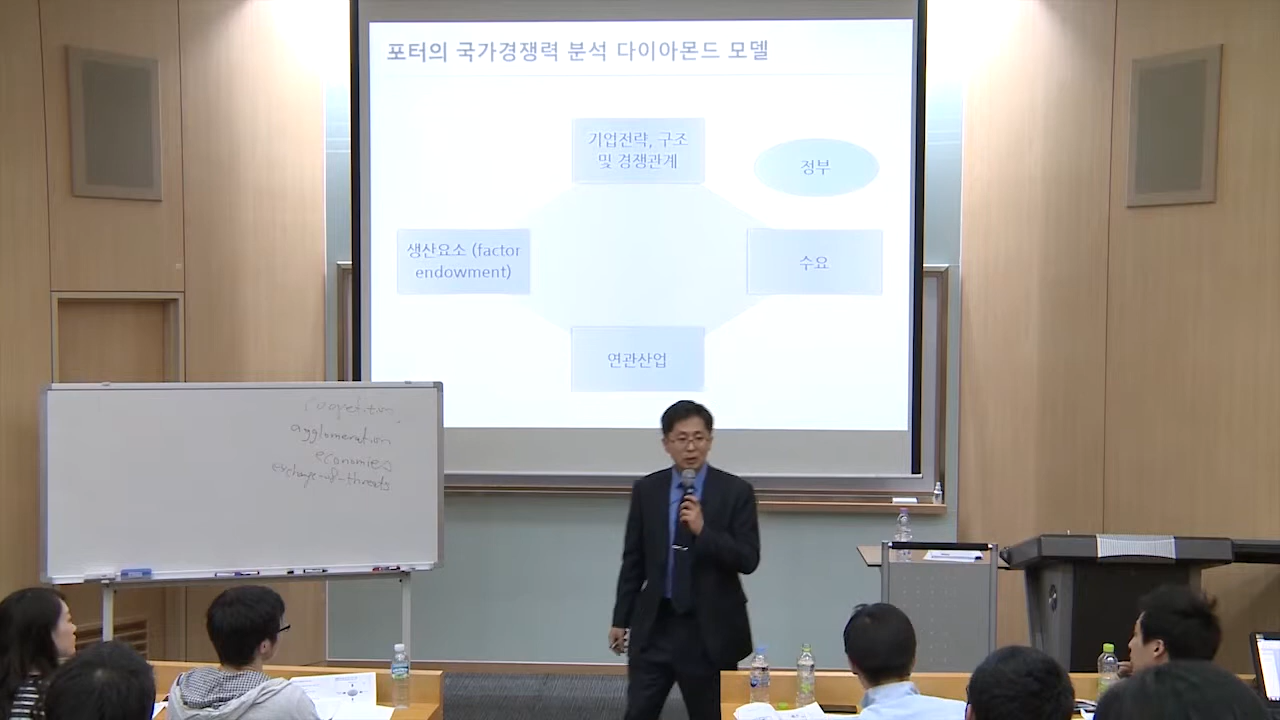 포터의 국가경쟁력 분석 다이아몬드 모델
기업전략, 구조
및 경쟁관계
정부
생산요소 (factor
endowment)
수요
연관산업
agglomeration
economies
exchange-of-threats